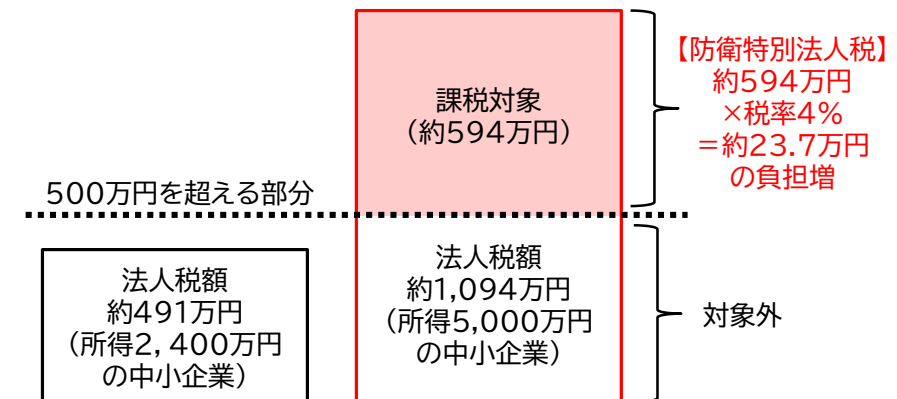 課税対象
（約594万円）
【防衛特別法人税】
約594万円
×税率4%
＝約23.7万円
の負担増
500万円を超える部分
法人税額
約491万円
（所得2，400万円
の中小企業）
法人税額
約1,094万円
（所得5,000万円
の中小企業）
対象外